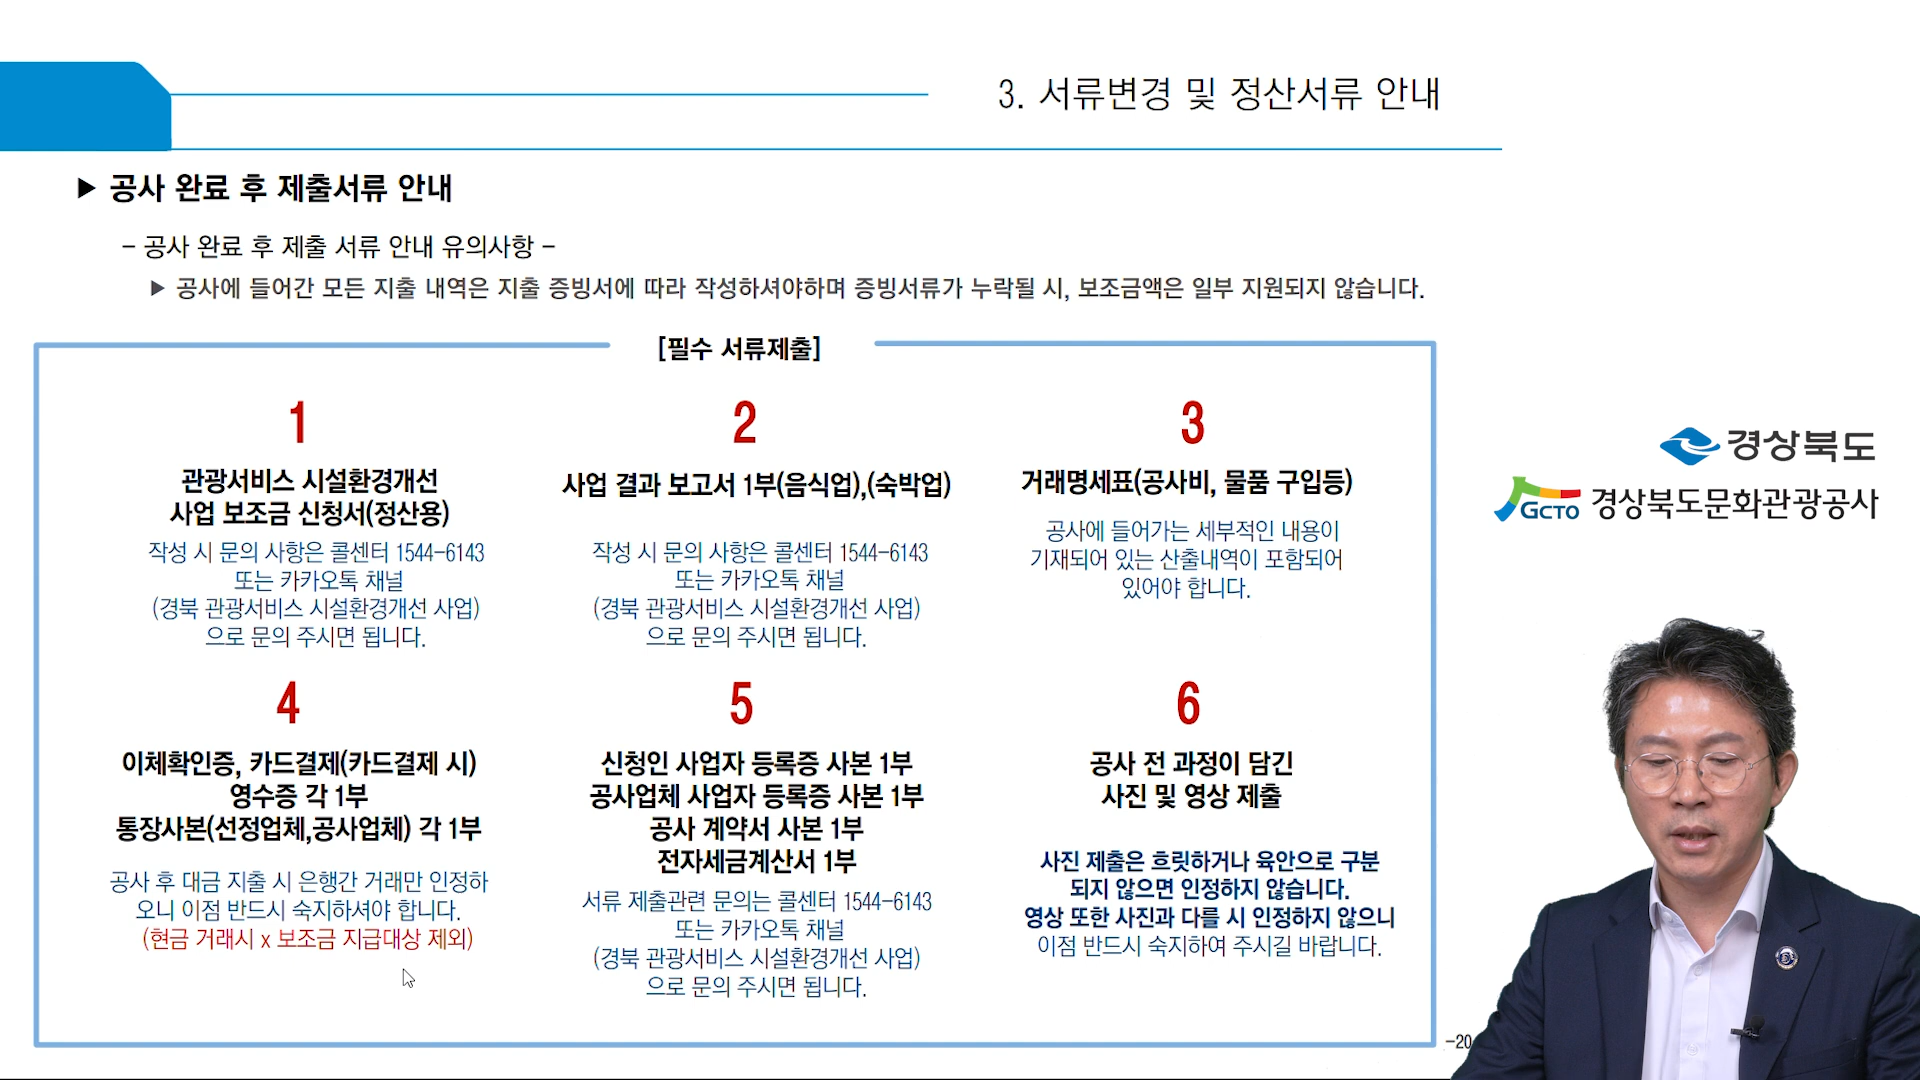 3. 서류변경 및 정산서류 안내
▶ 공사 완료 후 제출서류 안내
- 공사 완료 후 제출 서류 안내 유의사항 -
▶ 공사에 들어간 모든 지출 내역은 지출 증빙서에 따라 작성하셔야하며 증빙서류가 누락될 시, 보조금액은 일부 지원되지 않습니다.
[필수 서류제출]
1
관광서비스 시설환경개선
사업 보조금 신청서(정산용)
작성 시 문의 사항은 콜센터 1544-6143
또는 카카오톡 채널
(경북 관광서비스 시설환경개선 사업)
으로 문의 주시면 됩니다.
2
사업 결과 보고서 1부(음식업),(숙박업)
작성 시 문의 사항은 콜센터 1544-6143
또는 카카오톡 채널
(경북 관광서비스 시설환경개선 사업)
으로 문의 주시면 됩니다.
3
거래명세표(공사비, 물품 구입등)
공사에 들어가는 세부적인 내용이
기재되어 있는 산출내역이 포함되어
있어야 합니다.
4
이체확인증, 카드결제(카드결제 시)
영수증 각 1부
통장사본(선정업체,공사업체) 각 1부
공사 후 대금 지출 시 은행간 거래만 인정하
오니 이점 반드시 숙지하셔야 합니다.
(현금 거래시 x 보조금 지급대상 제외)
5
신청인 사업자 등록증 사본 1부
공사업체 사업자 등록증 사본 1부
공사 계약서 사본 1부
전자세금계산서 1부
서류 제출관련 문의는 콜센터 1544-6143
또는 카카오톡 채널
(경북 관광서비스 시설환경개선 사업)
으로 문의 주시면 됩니다.
6
공사 전 과정이 담긴
사진 및 영상 제출
사진 제출은 흐릿하거나 육안으로 구분
되지 않으면 인정하지 않습니다.
영상 또한 사진과 다를 시 인정하지 않으니
이점 반드시 숙지하여 주시길 바랍니다.
경상북도
GCTO 경상북도문화관광공사
-20